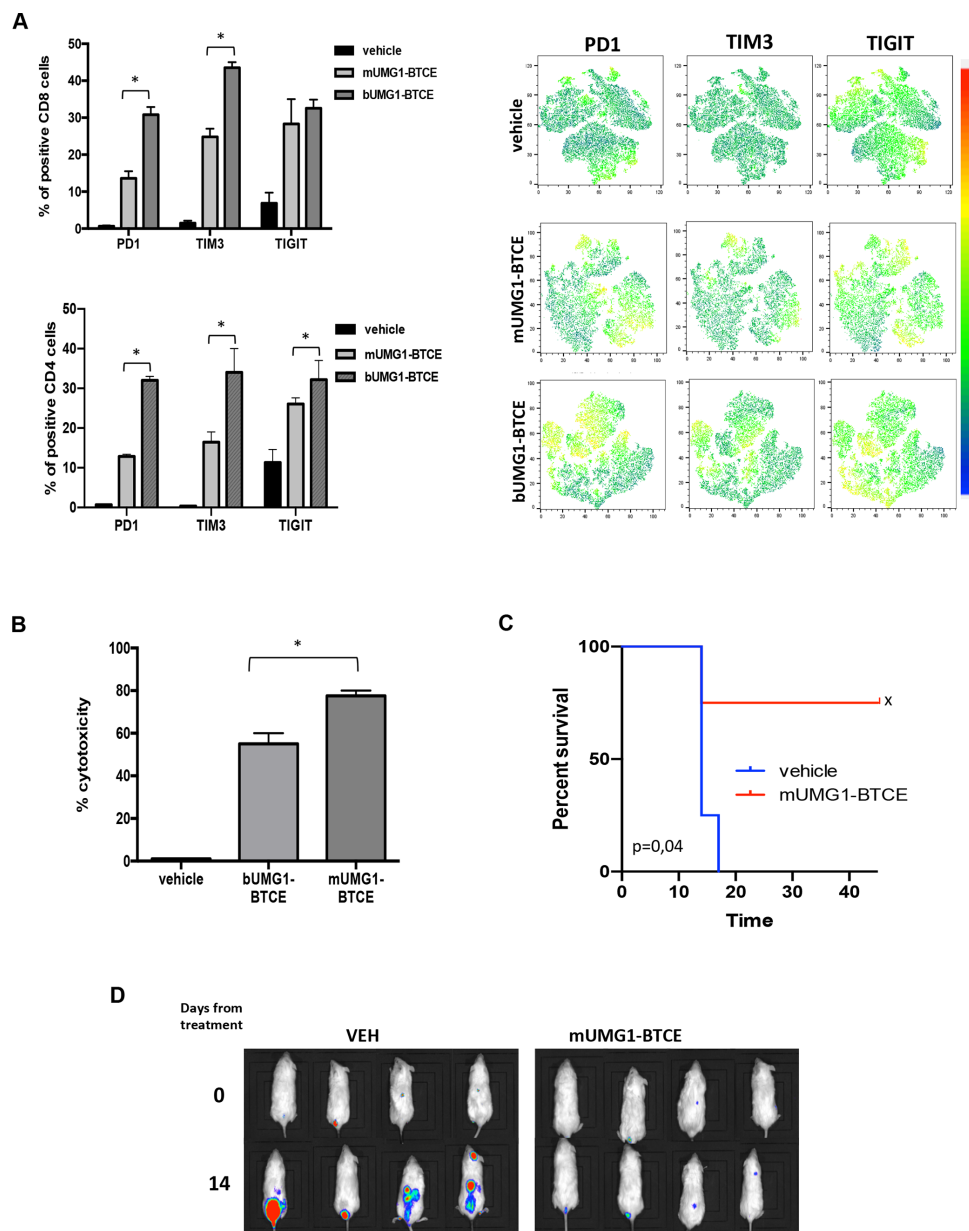 A
% of positive CD8 cells
50
40
30
20
10
0
*
*
PD1
TIM3
TIGIT
vehicle
mUMG1-BTCE
bUMG1-BTCE
% of positive CD4 cells
50
40
30
20
10
0
*
*
*
PD1
TIM3
TIGIT
vehicle
mUMG1-BTCE
bUMG1-BTCE
PD1
TIM3
TIGIT
vehicle
mUMG1-BTCE
bUMG1-BTCE
B
% cytotoxicity
100
80
60
40
20
0
*
vehicle
bUMG1-
BTCE
mUMG1-
BTCE
C
Percent survival
100
50
0
x
vehicle
mUMG1-BTCE
p=0,04
0 10 20 30 40
Time
D
Days from
treatment
VEH
mUMG1-BTCE
0
14